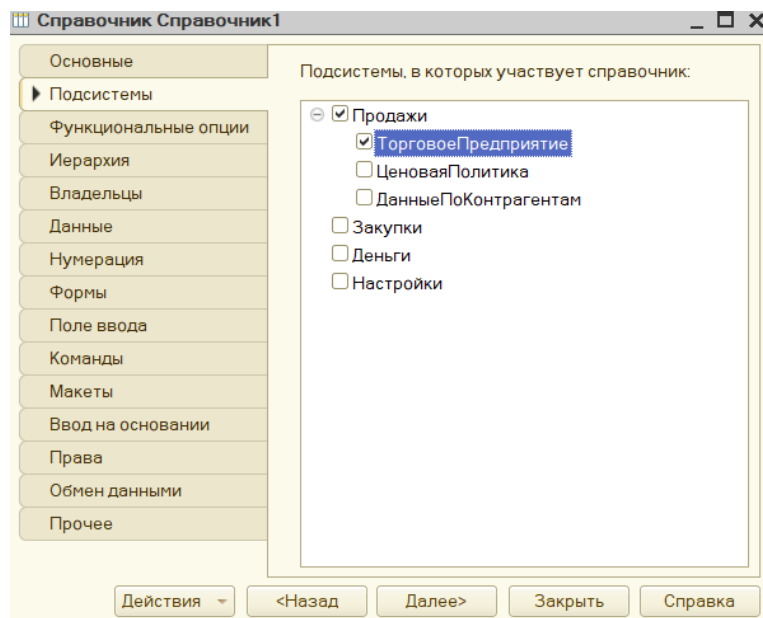 Справочник Справочник1
Основные
Подсистемы
Функциональные опции
Иерархия
Владельцы
Данные
Нумерация
Формы
Поле ввода
Команды
Макеты
Ввод на основании
Права
Обмен данными
Прочее
Подсистемы, в которых участвует справочник:
Продажи
ТорговоеПредприятие
ЦеноваяПолитика
ДанныеПоКонтрагентам
Закупки
Деньги
Настройки
Действия
<Назад
Далее>
Закрыть
Справка